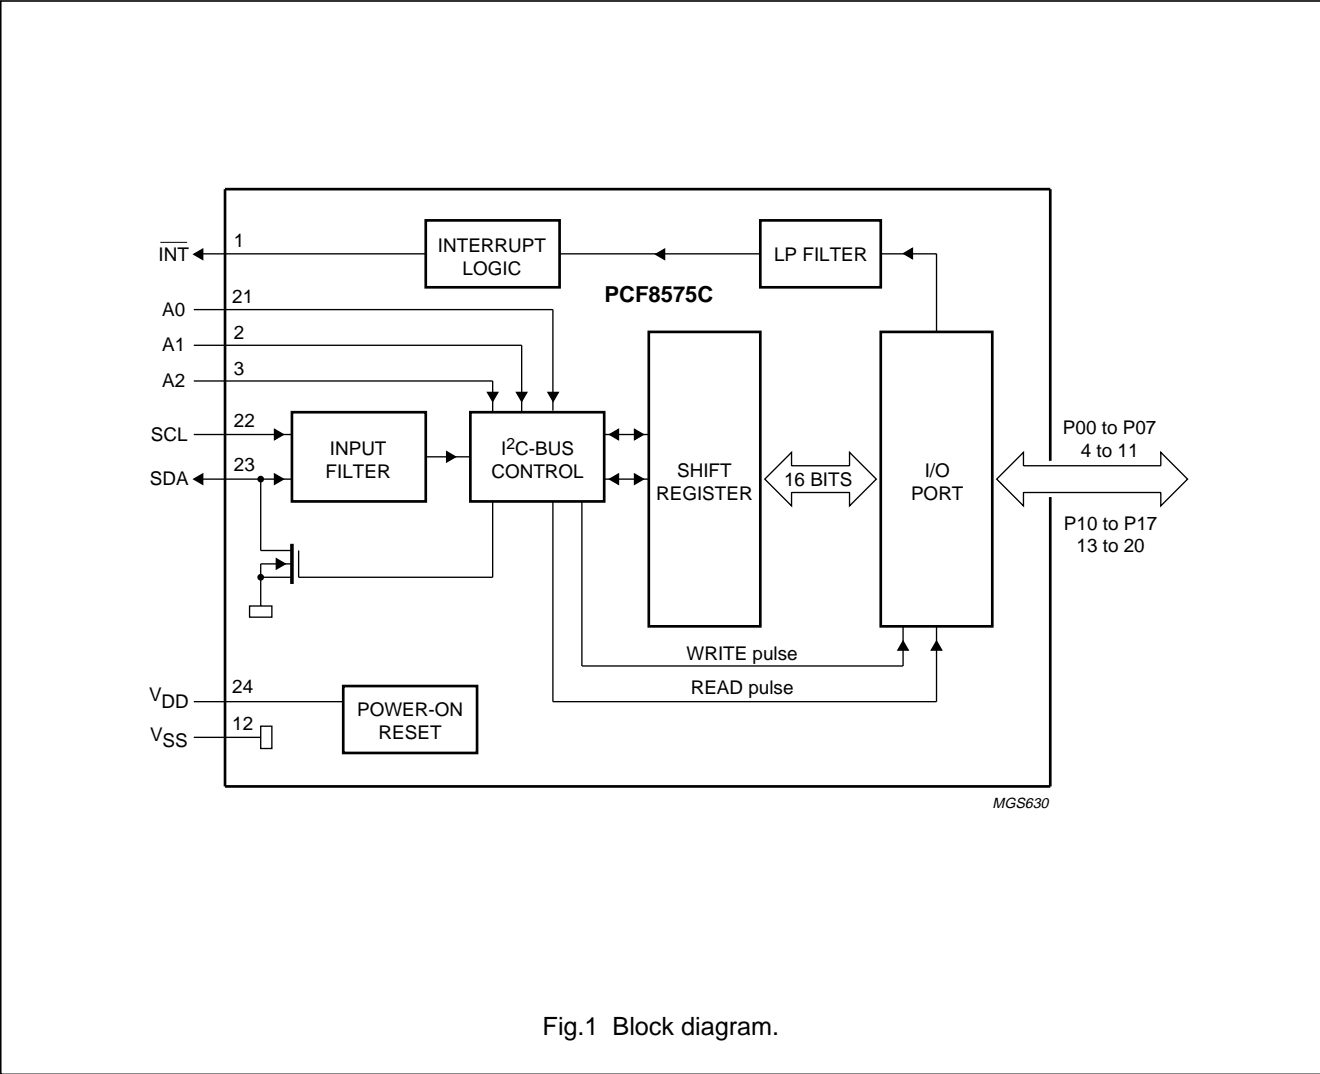 1
INTERRUPT
LOGIC
LP FILTER
INT
PCF8575C
21
A0
2
A1
3
A2
22
SCL
INPUT
FILTER
I²C-BUS
CONTROL
23
SDA
SHIFT
REGISTER
16 BITS
I/O
PORT
P00 to P07
4 to 11
P10 to P17
13 to 20
WRITE pulse
READ pulse
24
VDD
POWER-ON
RESET
12
VSS
MGS630
Fig.1 Block diagram.